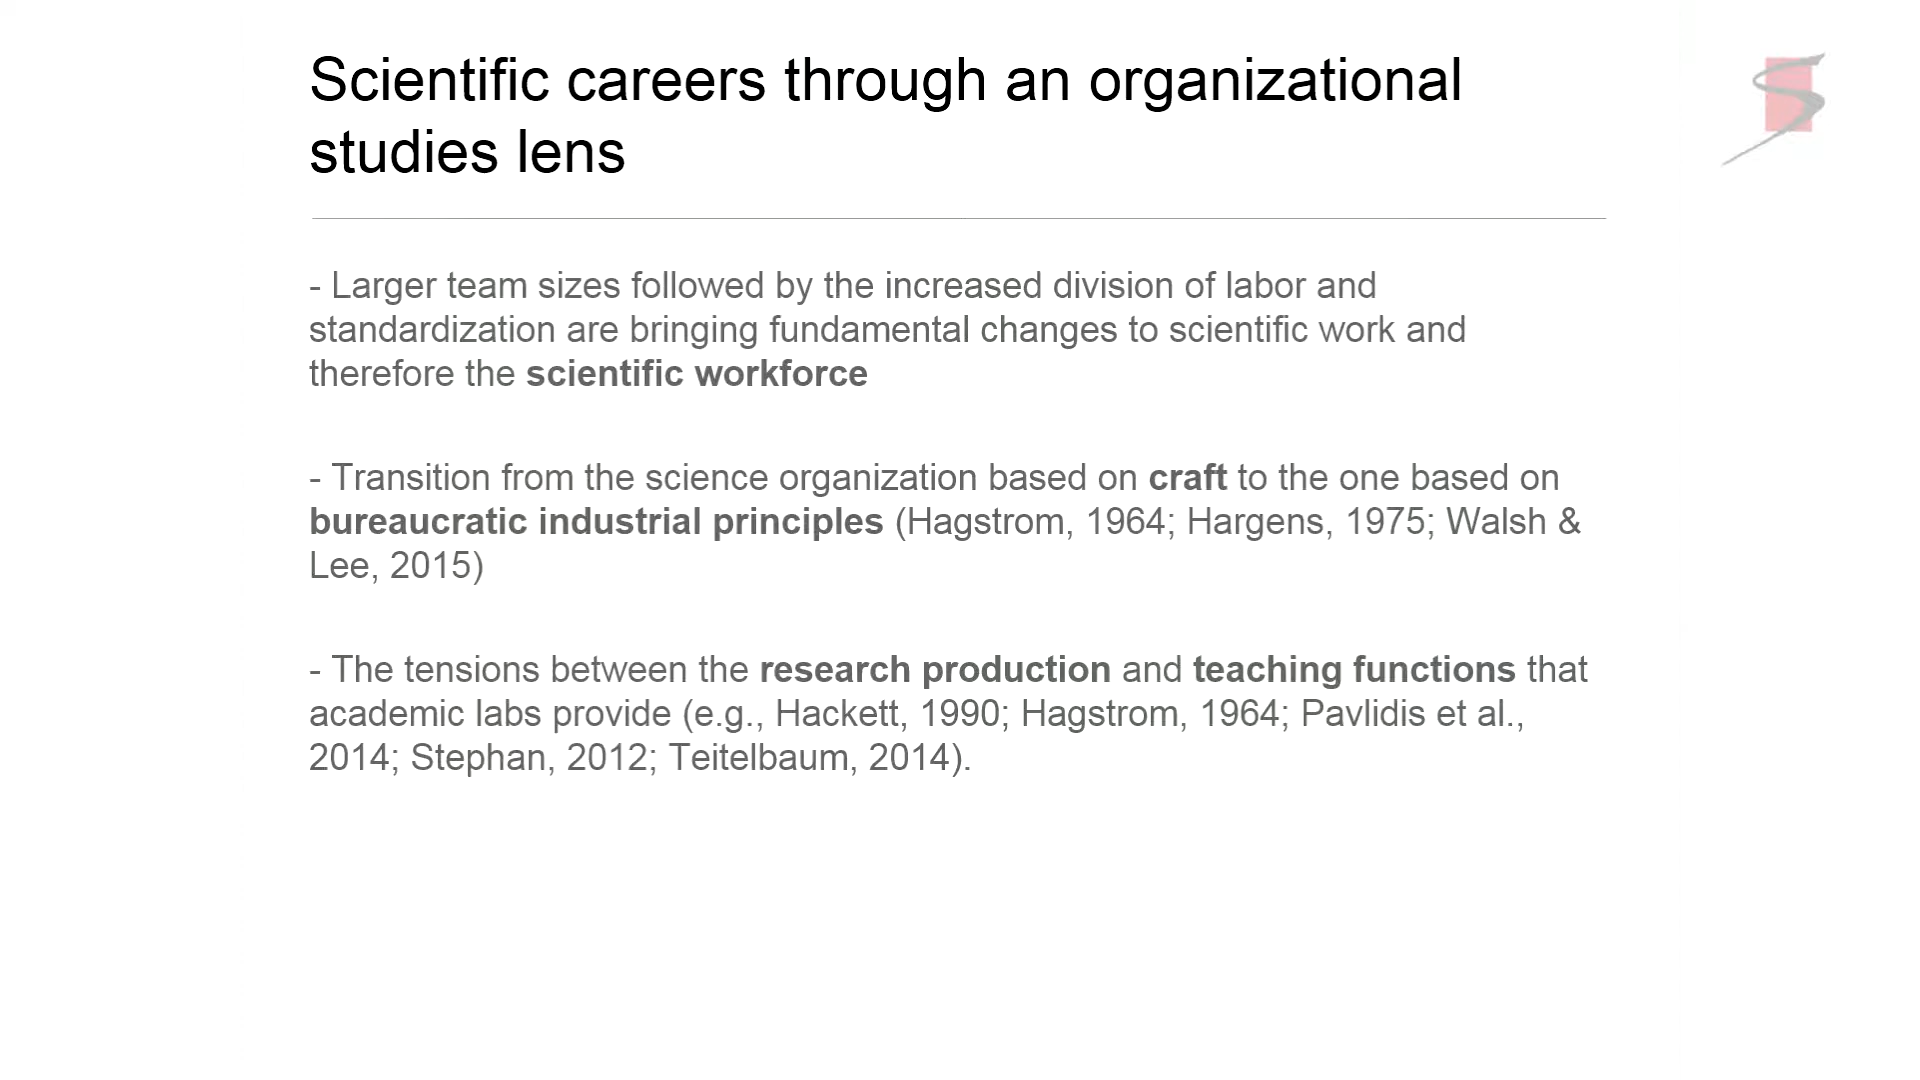 Scientific careers through an organizational
studies lens
- Larger team sizes followed by the increased division of labor and
standardization are bringing fundamental changes to scientific work and
therefore the scientific workforce
- Transition from the science organization based on craft to the one based on
bureaucratic industrial principles (Hagstrom, 1964; Hargens, 1975; Walsh &
Lee, 2015)
- The tensions between the research production and teaching functions that
academic labs provide (e.g., Hackett, 1990; Hagstrom, 1964; Pavlidis et al.,
2014; Stephan, 2012; Teitelbaum, 2014).